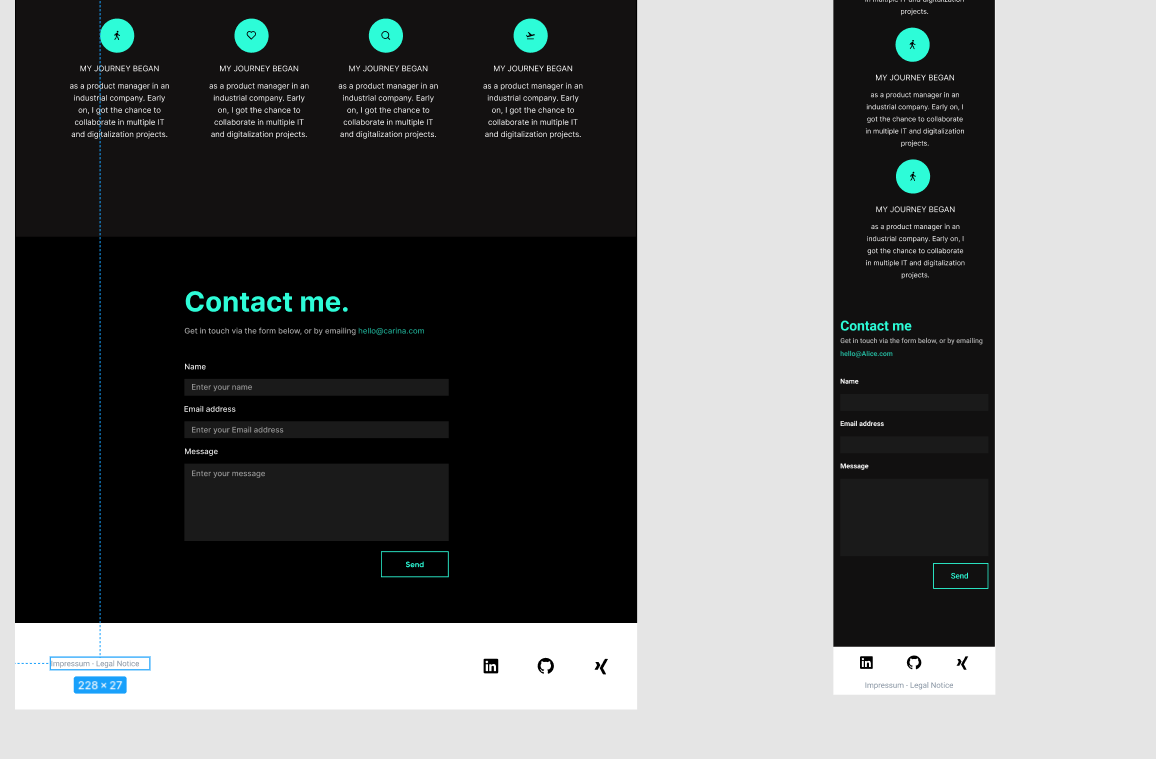 MY JOURNEY BEGAN
as a product manager in an
industrial company. Early
on, I got the chance to
collaborate in multiple IT
and digitalization projects.
MY JOURNEY BEGAN
as a product manager in an
industrial company. Early
on, I got the chance to
collaborate in multiple IT
and digitalization projects.
MY JOURNEY BEGAN
as a product manager in an
industrial company. Early
on, I got the chance to
collaborate in multiple IT
and digitalization projects.
MY JOURNEY BEGAN
as a product manager in an
industrial company. Early
on, I got the chance to
collaborate in multiple IT
and digitalization projects.
Contact me.
Get in touch via the form below, or by emailing hello@carina.com
Name
Enter your name
Email address
Enter your Email address
Message
Enter your message
Send
Impressum - Legal Notice
in
228 × 27
in multiple IT and digitalization
projects.
MY JOURNEY BEGAN
as a product manager in an
industrial company. Early on, I
got the chance to collaborate
in multiple IT and digitalization
projects.
MY JOURNEY BEGAN
as a product manager in an
industrial company. Early on, I
got the chance to collaborate
in multiple IT and digitalization
projects.
Contact me
Get in touch via the form below, or by emailing
hello@Alice.com
Name
Email address
Message
Send
in
Impressum - Legal Notice